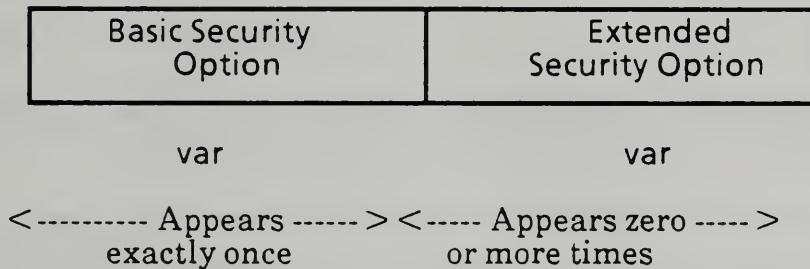 Basic Security
Option
Extended
Security Option
var
var
<---------- Appears ------> <----- Appears zero ----->
exactly once
or more times